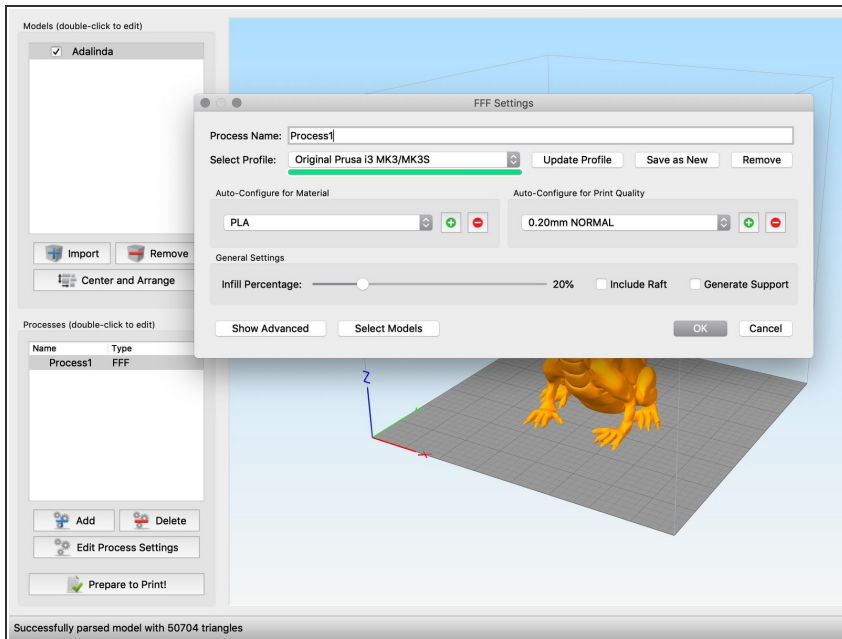 Models (double-click to edit)
Adalinda
FFF Settings
Process Name: Process1
Select Profile: Original Prusa i3 MK3/MK3S Update Profile Save as New Remove
Auto-Configure for Material Auto-Configure for Print Quality
PLA 0.20mm NORMAL
General Settings
Infill Percentage: 20% Include Raft Generate Support
Show Advanced Select Models OK Cancel
Import Remove
Center and Arrange
Processes (double-click to edit)
Name Type
Process1 FFF
Z
X
Add Delete
Edit Process Settings
Prepare to Print!
Successfully parsed model with 50704 triangles